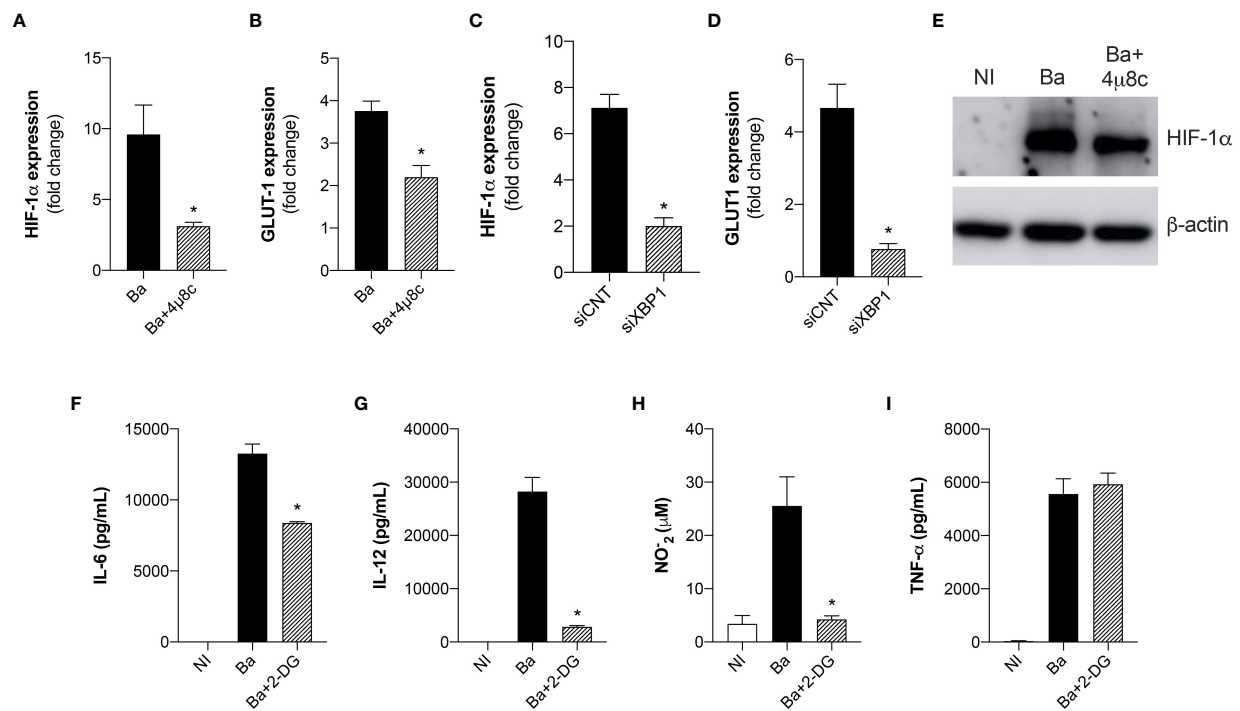 A
HIF-1α expression
(fold change)
15
10
5
0
Ba
Ba+4μ8c
*
B
GLUT-1 expression
(fold change)
5
4
3
2
1
0
Ba
Ba+4μ8c
*
C
HIF-1α expression
(fold change)
10
8
6
4
2
0
siCNT
siXBP1
*
D
GLUT1 expression
(fold change)
6
4
2
0
siCNT
siXBP1
*
E
NI
Ba
Ba+
4μ8c
HIF-1α
β-actin
F
IL-6 (pg/mL)
15000
10000
5000
0
NI
Ba
Ba+2-DG
*
G
IL-12 (pg/mL)
40000
30000
20000
10000
0
NI
Ba
Ba+2-DG
*
H
NO⁻₂ (μM)
40
30
20
10
0
NI
Ba
Ba+2-DG
*
I
TNF-α (pg/mL)
8000
6000
4000
2000
0
NI
Ba
Ba+2-DG